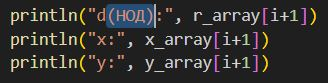 println("d(НОД):", r_array[i+1])
println("x:", x_array[i+1])
println("y:", y_array[i+1])